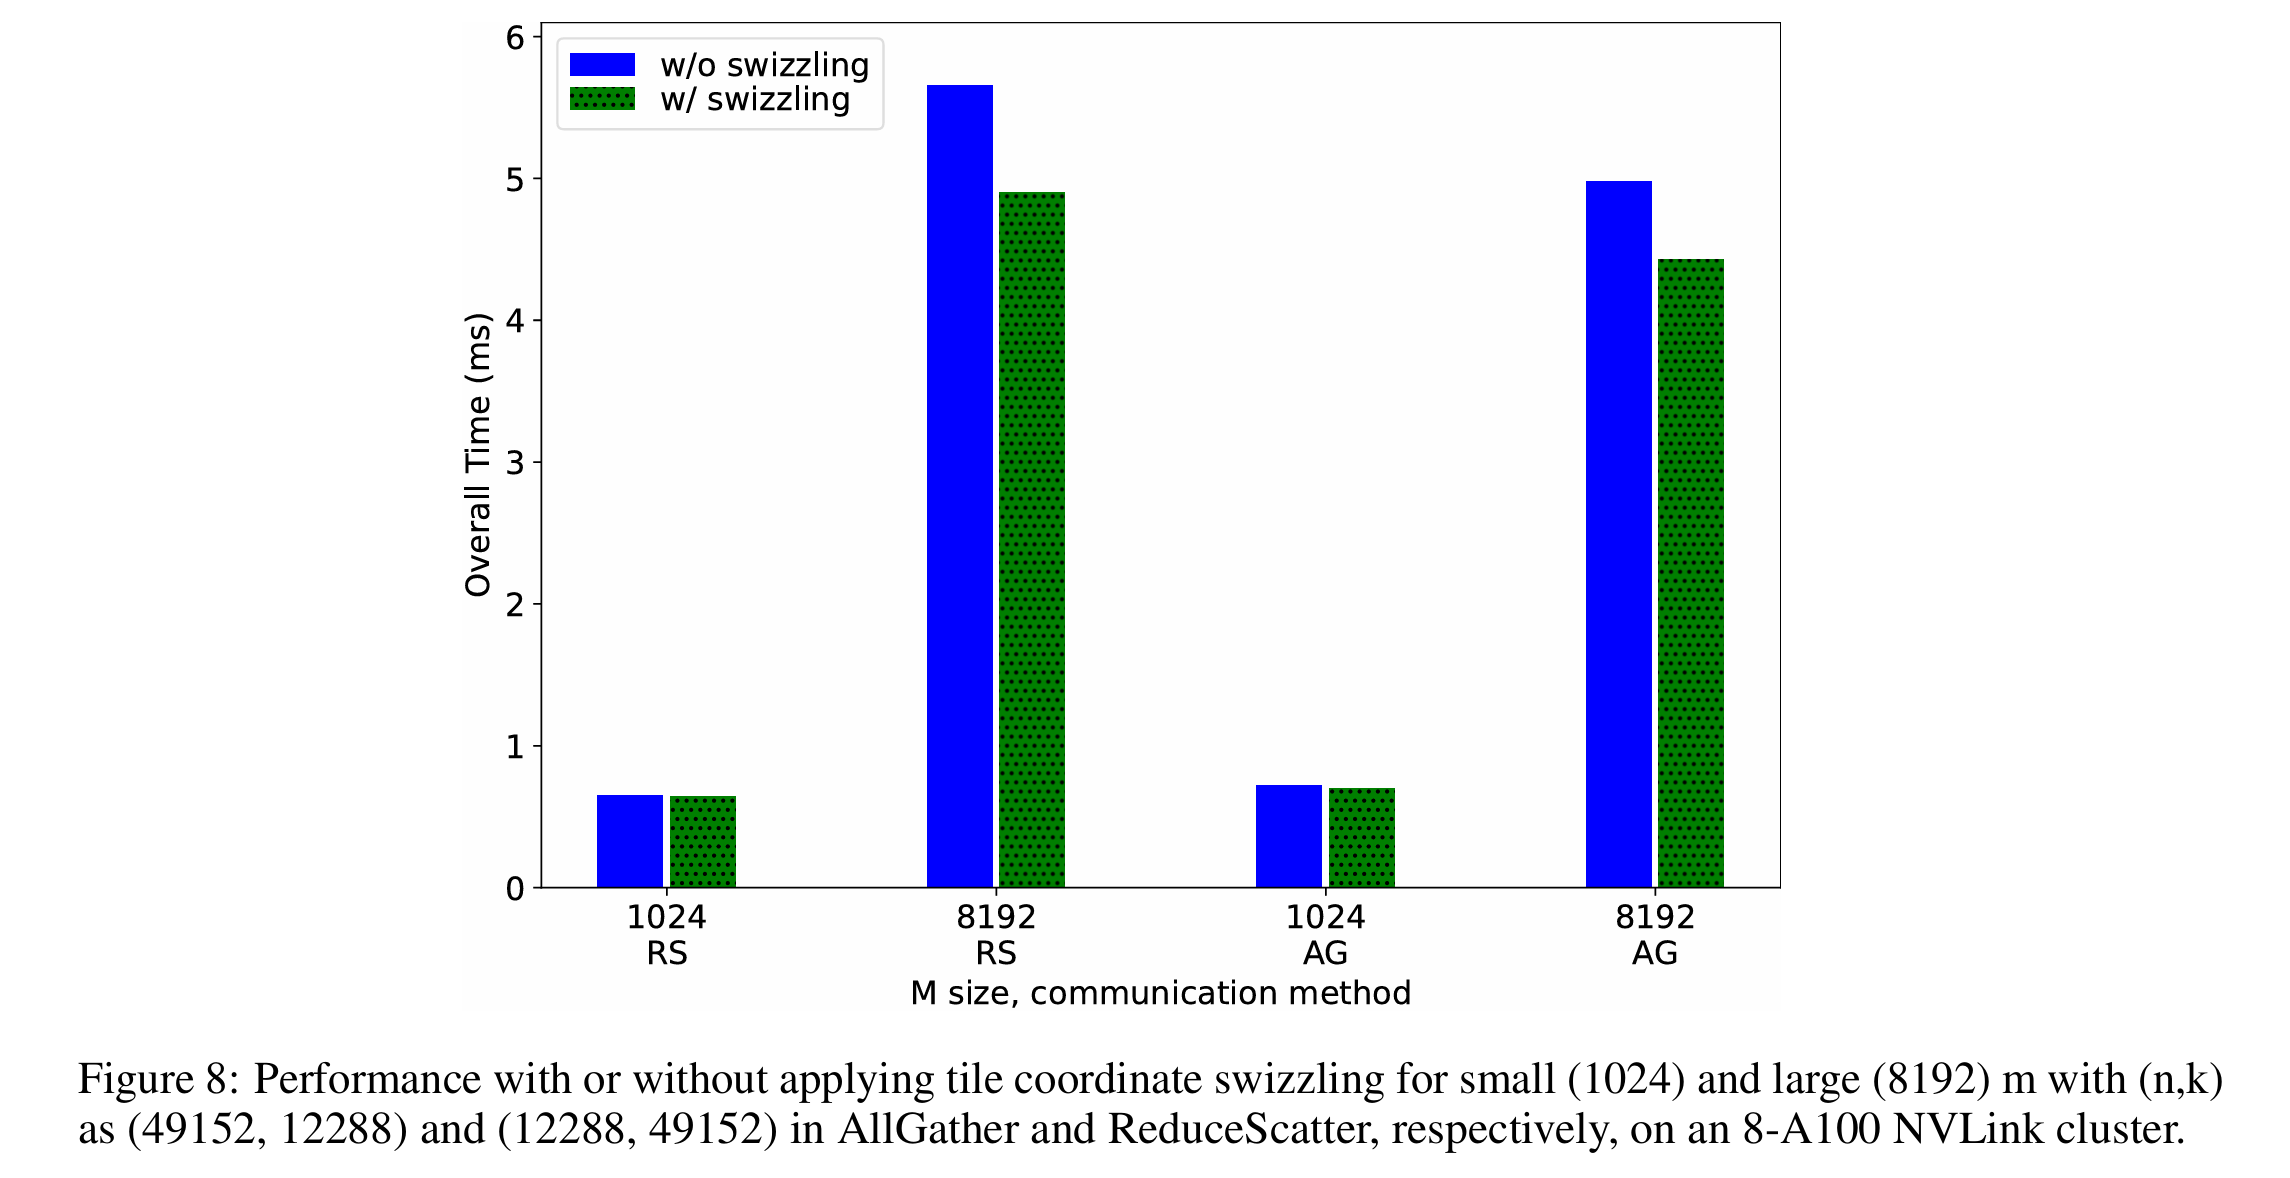 6
w/o swizzling
w/ swizzling
5
4
3
2
1
0
Overall Time (ms)
1024
RS
8192
RS
1024
AG
8192
AG
M size, communication method
Figure 8: Performance with or without applying tile coordinate swizzling for small (1024) and large (8192) m with (n,k)
as (49152, 12288) and (12288, 49152) in AllGather and ReduceScatter, respectively, on an 8-A100 NVLink cluster.